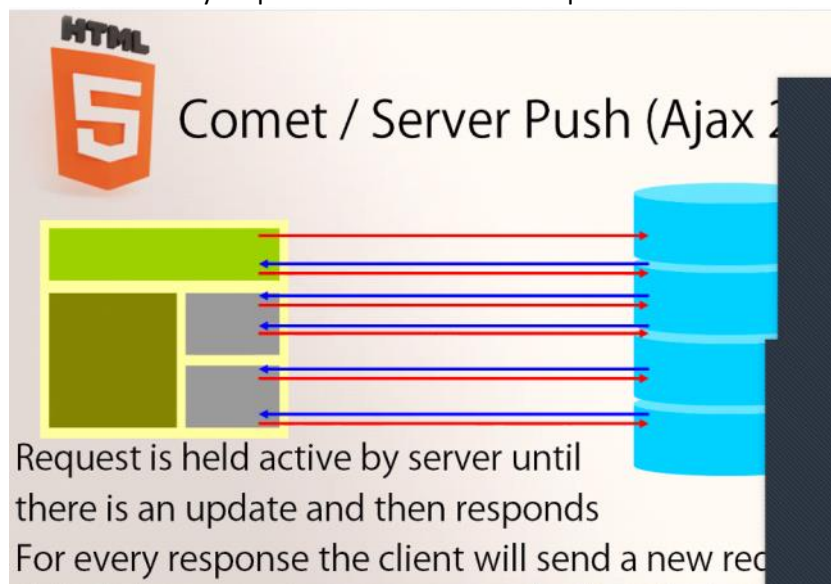 HTML
5
Comet / Server Push (Ajax
Request is held active by server until
there is an update and then responds
For every response the client will send a new